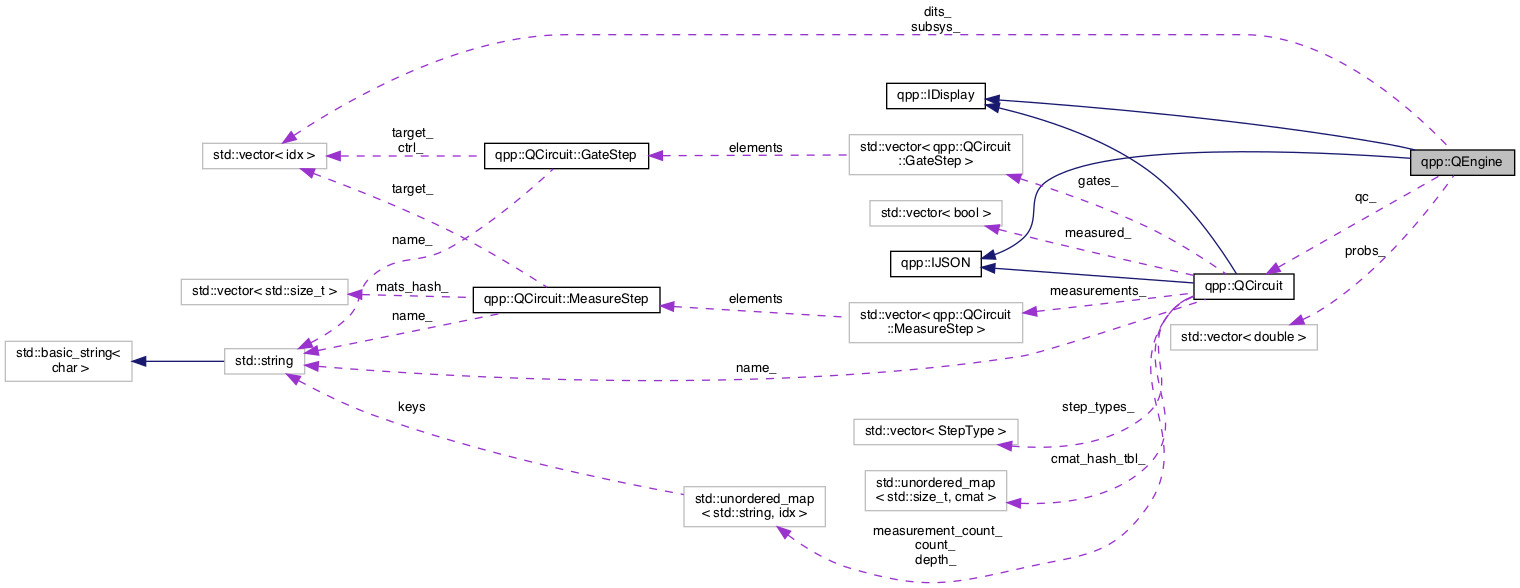 dits_
subsys_
qpp::IDisplay
target_
ctrl_
std::vector< idx >
qpp::QCircuit::GateStep
elements
std::vector< qpp::QCircuit
::GateStep >
qpp::QEngine
gates_
target_
qc_
std::vector< bool >
measured_
name_
probs_
qpp::IJSON
std::vector< std::size_t >
mats_hash_
qpp::QCircuit::MeasureStep
elements
measurements_
qpp::QCircuit
name_
std::vector< qpp::QCircuit
::MeasureStep >
std::vector< double >
std::basic_string<
char >
std::string
name_
keys
step_types_
std::vector< StepType >
cmat_hash_tbl_
std::unordered_map
< std::size_t, cmat >
std::unordered_map
< std::string, idx >
measurement_count_
count_
depth_